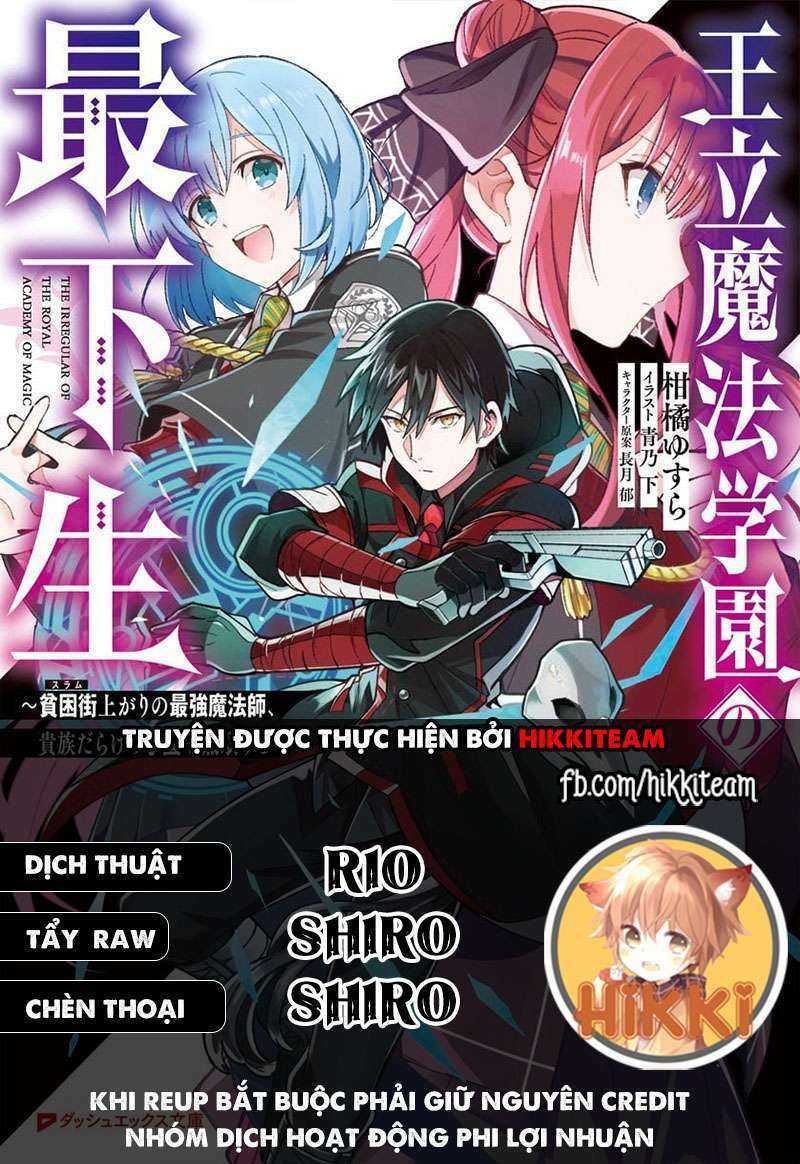 王立魔法学園の
最下生
THE IRREGULAR OF
THE ROYAL
ACADEMY OF MAGIC
柑橘ゆすら
イラスト 青乃下
キャラクター原案 長月 郁
スラム
～貧困街上がりの最強魔法師、
貴族だらけ
TRUYỆN ĐƯỢC THỰC HIỆN BỞI HIKKITEAM
fb.com/hikkiteam
DỊCH THUẬT RIO
TẨY RAW SHIRO
CHÈN THOẠI SHIRO
HIKKI
KHI REUP BẮT BUỘC PHẢI GIỮ NGUYÊN CREDIT
ダッシュエックス文庫
NHÓM DỊCH HOẠT ĐỘNG PHI LỢI NHUẬN